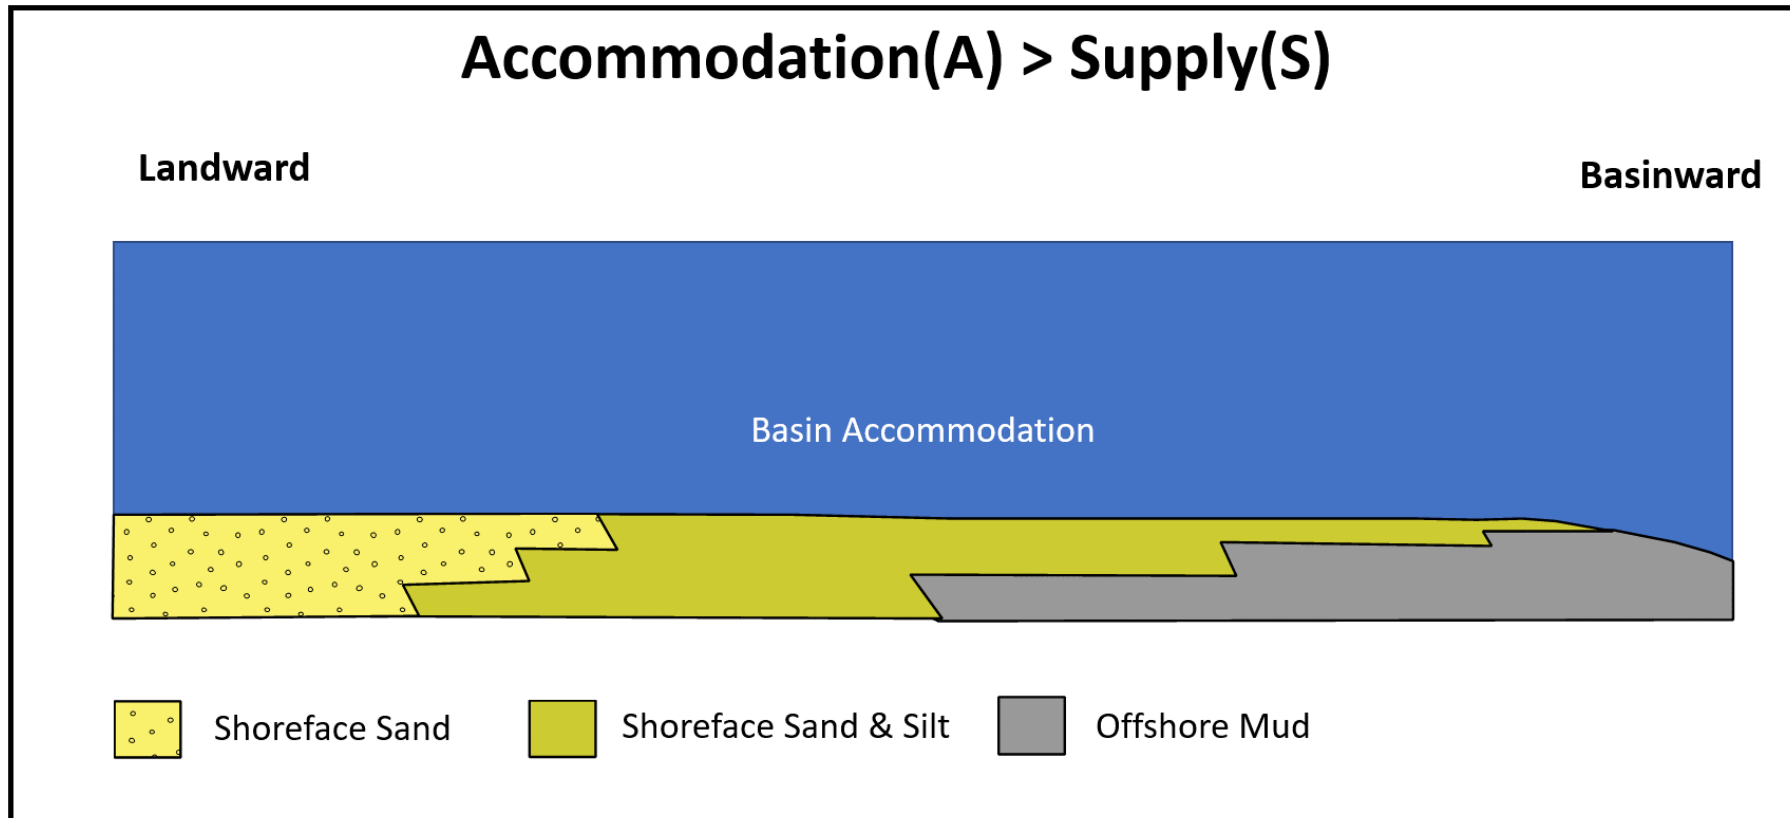 Accommodation(A) > Supply(S)
Landward
Basinward
Basin Accommodation
Shoreface Sand
Shoreface Sand & Silt
Offshore Mud